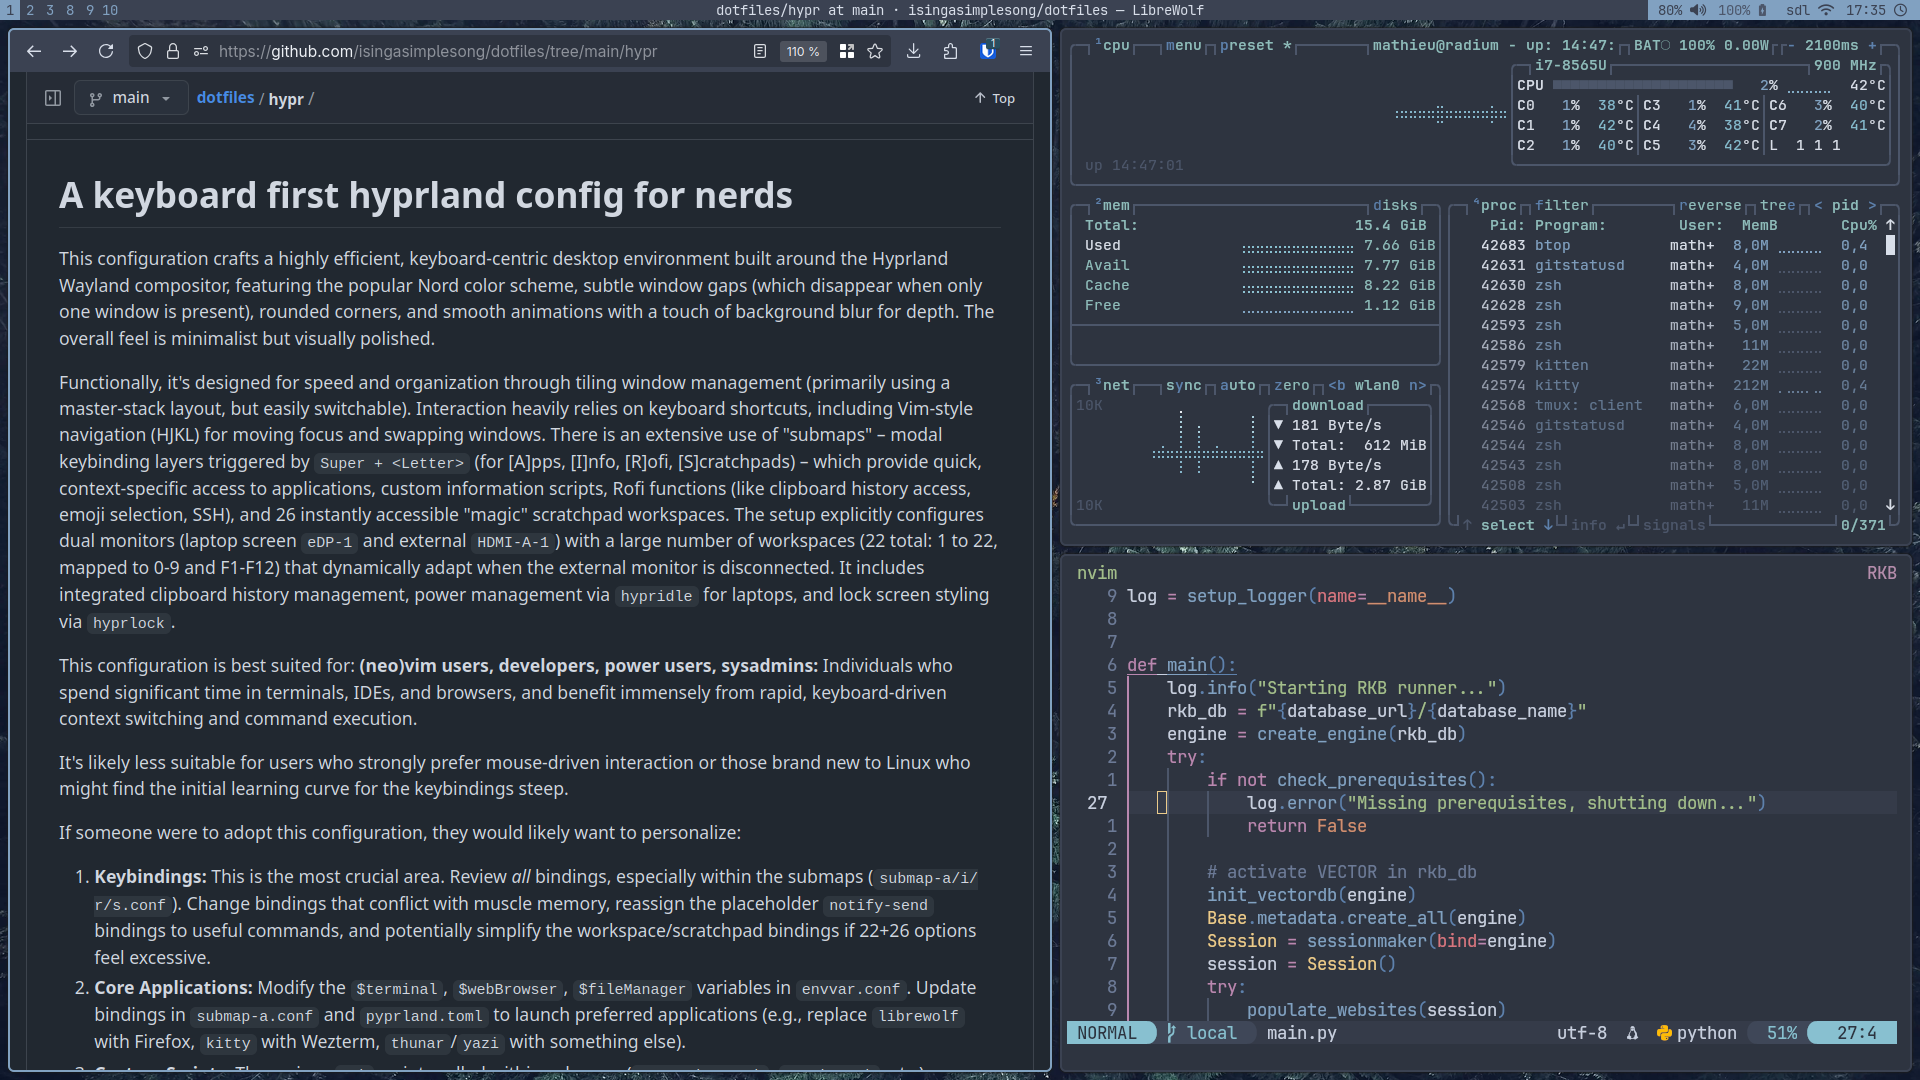 1 2 3 8 9 10
dotfiles/hypr at main · isingasimplesong/dotfiles — LibreWolf
80% 100% sdl 17:35
https://github.com/isingasimplesong/dotfiles/tree/main/hypr
110 %
1
main
dotfiles / hypr /
Top
A keyboard first hyprland config for nerds
This configuration crafts a highly efficient, keyboard-centric desktop environment built around the Hyprland
Wayland compositor, featuring the popular Nord color scheme, subtle window gaps (which disappear when only
one window is present), rounded corners, and smooth animations with a touch of background blur for depth. The
overall feel is minimalist but visually polished.
Functionally, it's designed for speed and organization through tiling window management (primarily using a
master-stack layout, but easily switchable). Interaction heavily relies on keyboard shortcuts, including Vim-style
navigation (HJKL) for moving focus and swapping windows. There is an extensive use of "submaps" – modal
keybinding layers triggered by Super + <Letter> (for [A]pps, [I]nfo, [R]ofi, [S]cratchpads) – which provide quick,
context-specific access to applications, custom information scripts, Rofi functions (like clipboard history access,
emoji selection, SSH), and 26 instantly accessible "magic" scratchpad workspaces. The setup explicitly configures
dual monitors (laptop screen eDP-1 and external HDMI-A-1 ) with a large number of workspaces (22 total: 1 to 22,
mapped to 0-9 and F1-F12) that dynamically adapt when the external monitor is disconnected. It includes
integrated clipboard history management, power management via hypridle for laptops, and lock screen styling
via hyprlock .
This configuration is best suited for: (neo)vim users, developers, power users, sysadmins: Individuals who
spend significant time in terminals, IDEs, and browsers, and benefit immensely from rapid, keyboard-driven
context switching and command execution.
It's likely less suitable for users who strongly prefer mouse-driven interaction or those brand new to Linux who
might find the initial learning curve for the keybindings steep.
If someone were to adopt this configuration, they would likely want to personalize:
1. Keybindings: This is the most crucial area. Review all bindings, especially within the submaps ( submap-a/i/
r/s.conf ). Change bindings that conflict with muscle memory, reassign the placeholder notify-send
bindings to useful commands, and potentially simplify the workspace/scratchpad bindings if 22+26 options
feel excessive.
2. Core Applications: Modify the $terminal , $webBrowser , $fileManager variables in envvar.conf . Update
bindings in submap-a.conf and pyprland.toml to launch preferred applications (e.g., replace librewolf
with Firefox, kitty with Wezterm, thunar / yazi with something else).
¹cpu menu preset * mathieu@radium - up: 14:47: BAT 100% 0.00W - 2100ms +
i7-8565U 900 MHz
CPU 2% 42°C
C0 1% 38°C C3 1% 41°C C6 3% 40°C
C1 1% 42°C C4 4% 38°C C7 2% 41°C
C2 1% 40°C C5 3% 42°C L 1 1 1
up 14:47:01
²mem disks
Total: 15.4 GiB
Used 7.66 GiB
Avail 7.77 GiB
Cache 8.22 GiB
Free 1.12 GiB
³net sync auto zero <b wlan0 n>
10K
download
▼ 181 Byte/s
▼ Total: 612 MiB
▲ 178 Byte/s
▲ Total: 2.87 GiB
10K
upload
⁴proc filter reverse tree < pid >
Pid: Program: User: MemB Cpu% ↑
42683 btop math+ 8,0M 0,4
42631 gitstatusd math+ 4,0M 0,0
42630 zsh math+ 8,0M 0,0
42628 zsh math+ 9,0M 0,0
42593 zsh math+ 5,0M 0,0
42586 zsh math+ 11M 0,0
42579 kitten math+ 22M 0,0
42574 kitty math+ 212M 0,4
42568 tmux: client math+ 6,0M 0,0
42546 gitstatusd math+ 4,0M 0,0
42544 zsh math+ 8,0M 0,0
42543 zsh math+ 8,0M 0,0
42508 zsh math+ 5,0M 0,0
42503 zsh math+ 11M 0,0 ↓
↑ select ↓ info ↵ signals 0/371
nvim RKB
9 log = setup_logger(name=__name__)
8
7
6 def main():
5 log.info("Starting RKB runner...")
4 rkb_db = f"{database_url}/{database_name}"
3 engine = create_engine(rkb_db)
2 try:
1 if not check_prerequisites():
27 log.error("Missing prerequisites, shutting down...")
1 return False
2
3 # activate VECTOR in rkb_db
4 init_vectordb(engine)
5 Base.metadata.create_all(engine)
6 Session = sessionmaker(bind=engine)
7 session = Session()
8 try:
9 populate_websites(session)
NORMAL local main.py utf-8 python 51% 27:4